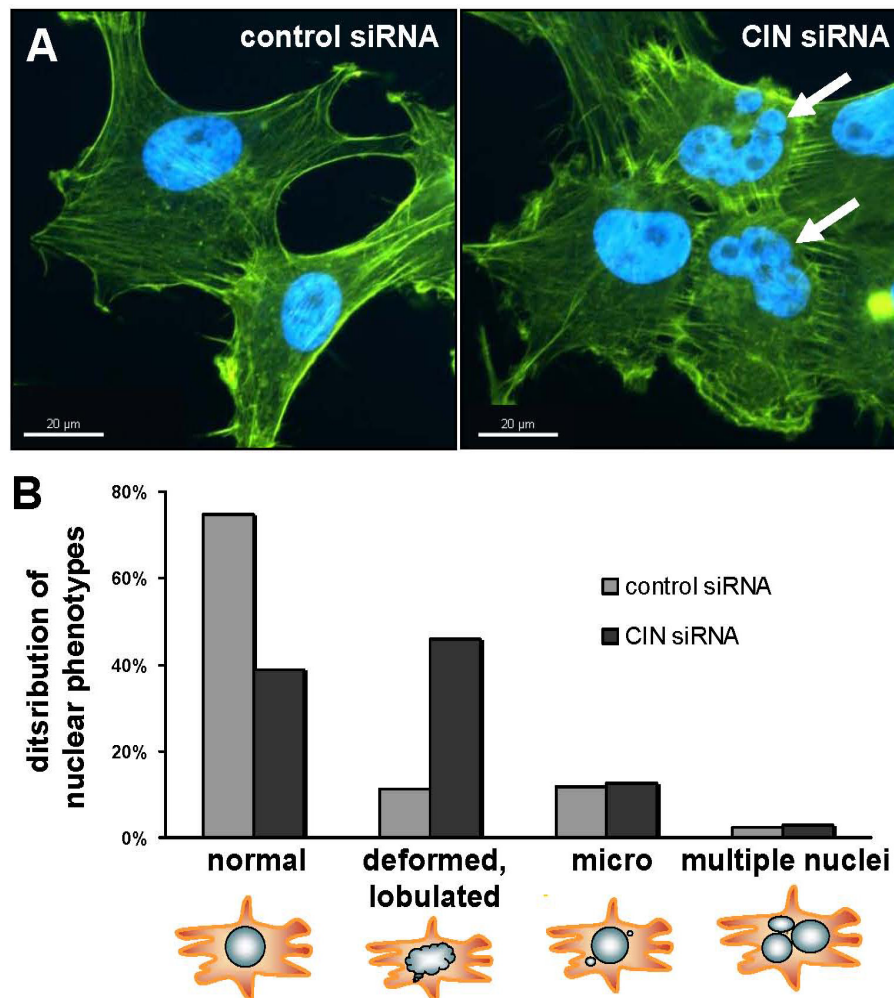 A
control siRNA
CIN siRNA
20 µm
20 µm
B
ditsribution of
nuclear phenotypes
80%
60%
40%
20%
0%
control siRNA
CIN siRNA
normal
deformed,
lobulated
micro
multiple nuclei